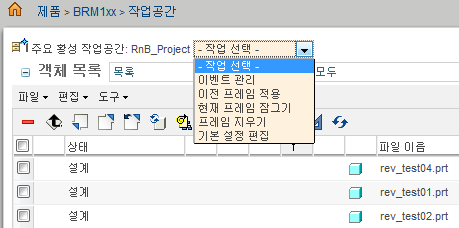 제품 > BRM1xx > 작업공간
주요 활성 작업공간: RnB_Project - 작업 선택 -
- 작업 선택 -
이벤트 관리
이전 프레임 적용
현재 프레임 잠그기
프레임 지우기
기본 설정 편집
객체 목록 목록 모두
파일 편집 보기 도구
상태 파일 이름
설계 rev_test04.prt
설계 rev_test01.prt
설계 rev_test02.prt